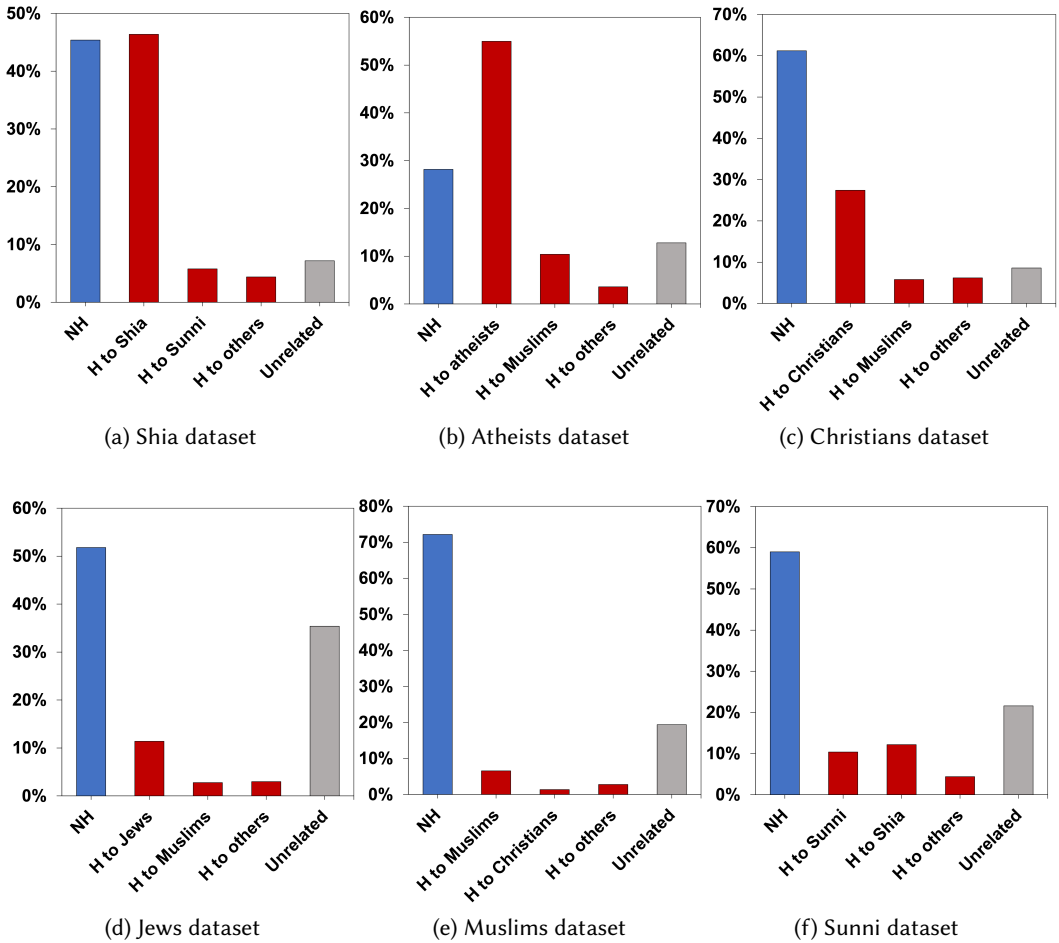 50%
40%
30%
20%
10%
0%
NH
H to Shia
H to Sunni
H to others
Unrelated
(a) Shia dataset
60%
50%
40%
30%
20%
10%
0%
NH
H to atheists
H to Muslims
H to others
Unrelated
(b) Atheists dataset
70%
60%
50%
40%
30%
20%
10%
0%
NH
H to Christians
H to Muslims
H to others
Unrelated
(c) Christians dataset
60%
50%
40%
30%
20%
10%
0%
NH
H to Jews
H to Muslims
H to others
Unrelated
(d) Jews dataset
80%
70%
60%
50%
40%
30%
20%
10%
0%
NH
H to Muslims
H to Christians
H to others
Unrelated
(e) Muslims dataset
70%
60%
50%
40%
30%
20%
10%
0%
NH
H to Sunni
H to Shia
H to others
Unrelated
(f) Sunni dataset